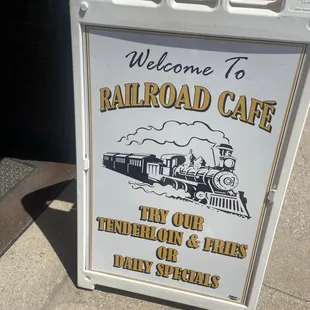 Welcome To
RAILROAD CAFÉ
TRY OUR
TENDERLOIN & FRIES
OR
DAILY SPECIALS